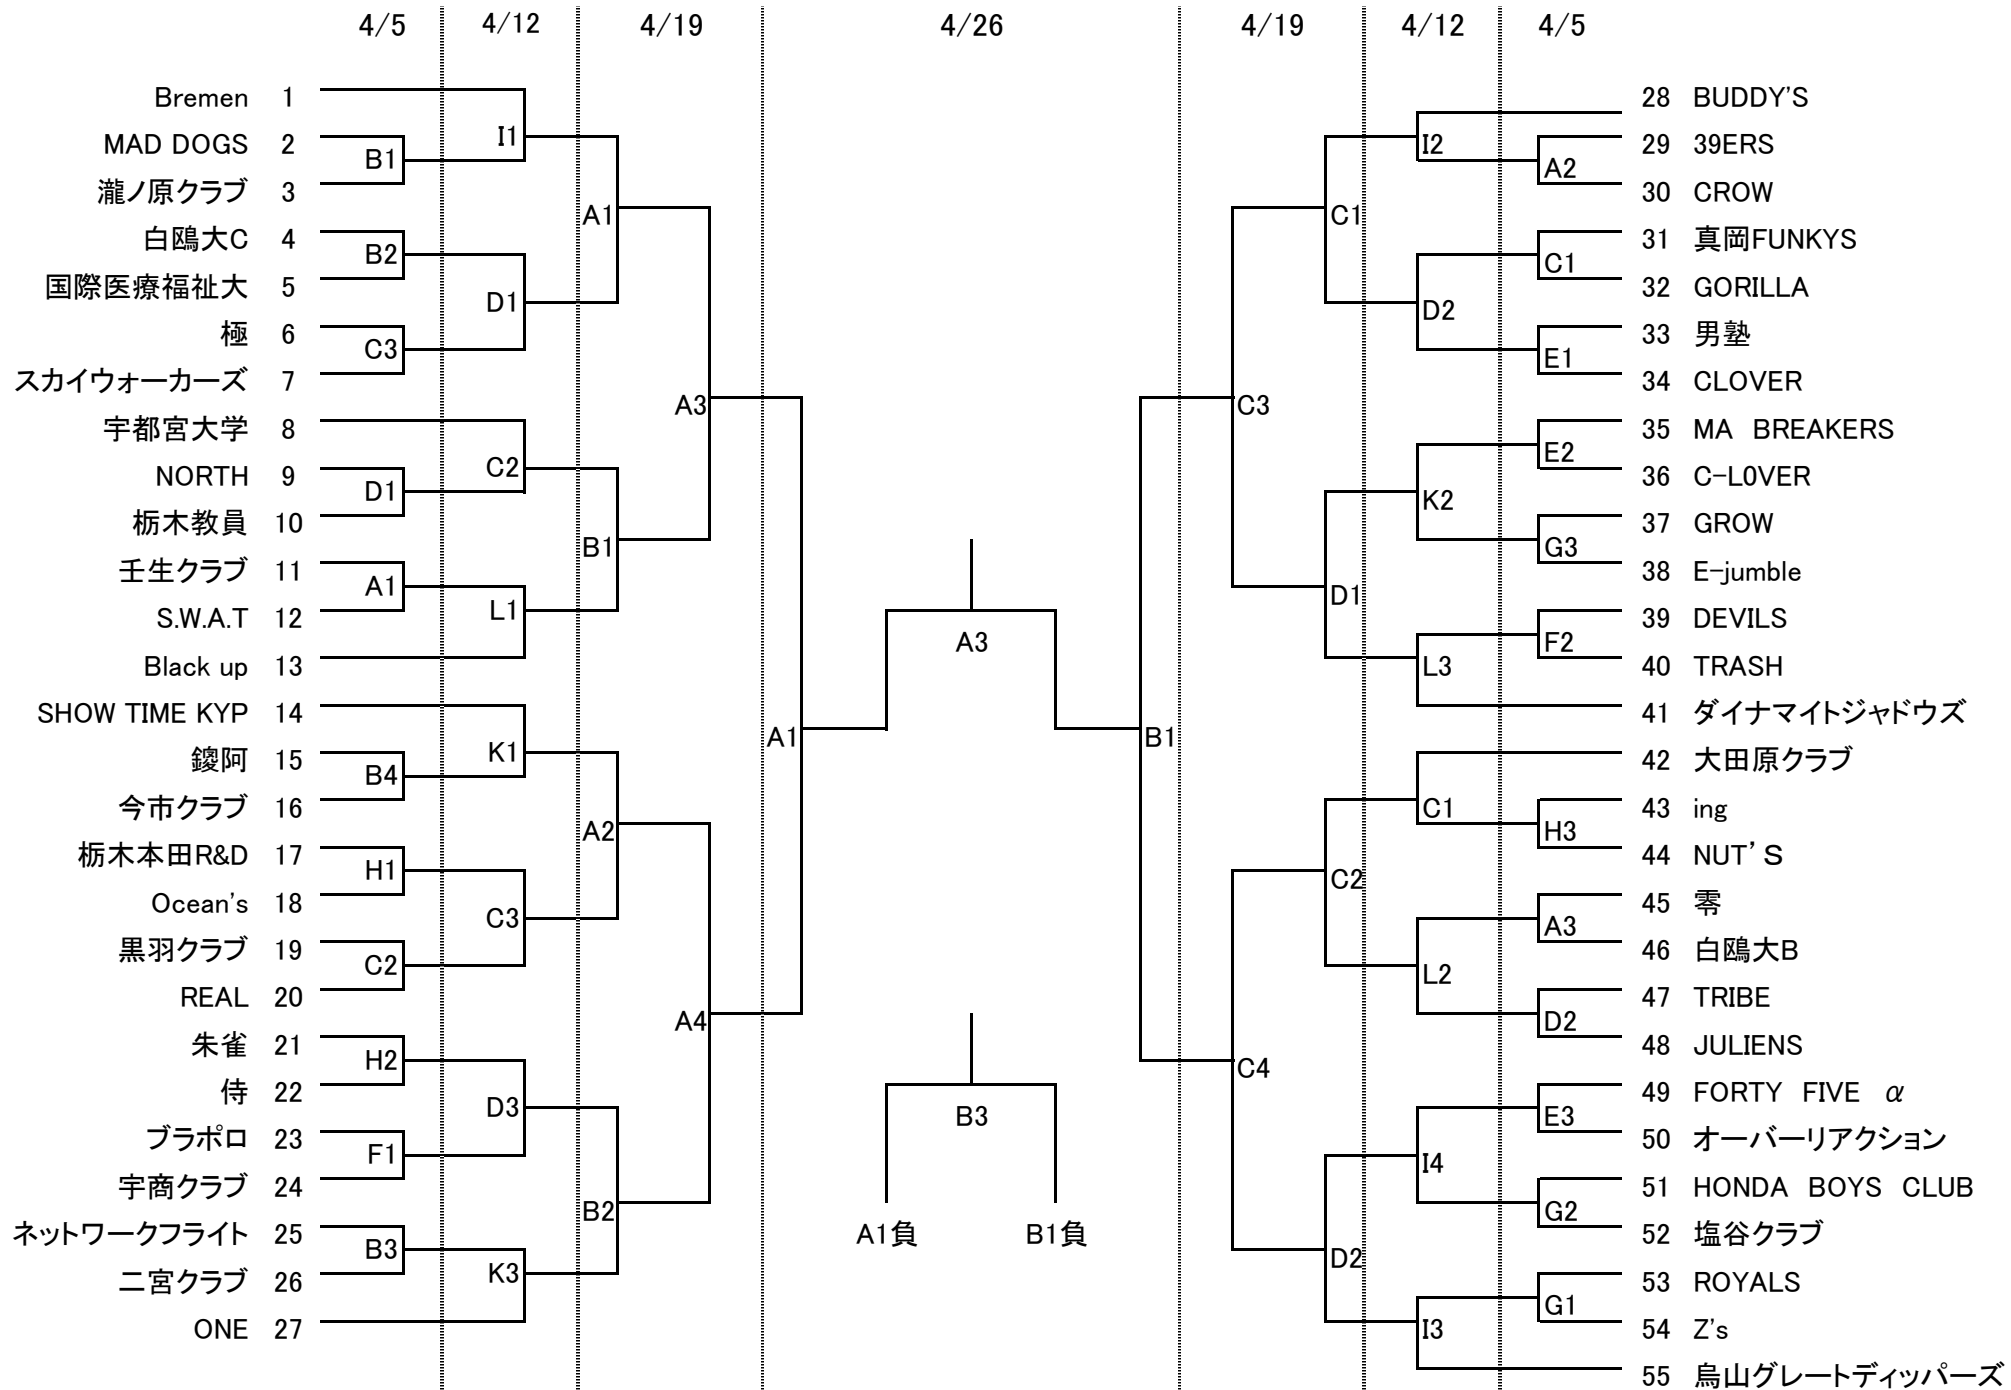 4/5 4/12 4/19 4/26 4/19 4/12 4/5
Bremen 1
MAD DOGS 2
瀧ノ原クラブ 3
白鴎大C 4
国際医療福祉大 5
極 6
スカイウォーカーズ 7
宇都宮大学 8
NORTH 9
栃木教員 10
壬生クラブ 11
S.W.A.T 12
Black up 13
SHOW TIME KYP 14
鑁阿 15
今市クラブ 16
栃木本田R&D 17
Ocean's 18
黒羽クラブ 19
REAL 20
朱雀 21
侍 22
ブラポロ 23
宇商クラブ 24
ネットワークフライト 25
二宮クラブ 26
ONE 27
B1
B2
C3
D1
A1
B4
H1
C2
H2
F1
B3
I1
D1
C2
L1
K1
C3
D3
K3
A1
B1
A2
B2
A3
A4
A1
A3
B3
A1負 B1負
B1
C3
C4
C1
D1
C2
D2
I2
D2
K2
L3
C1
L2
I4
I3
A2
C1
E1
E2
G3
F2
H3
A3
D2
E3
G2
G1
28 BUDDY'S
29 39ERS
30 CROW
31 真岡FUNKYS
32 GORILLA
33 男塾
34 CLOVER
35 MA BREAKERS
36 C-L0VER
37 GROW
38 E-jumble
39 DEVILS
40 TRASH
41 ダイナマイトジャドウズ
42 大田原クラブ
43 ing
44 NUT'S
45 零
46 白鴎大B
47 TRIBE
48 JULIENS
49 FORTY FIVE α
50 オーバーリアクション
51 HONDA BOYS CLUB
52 塩谷クラブ
53 ROYALS
54 Z's
55 烏山グレートディッパーズ